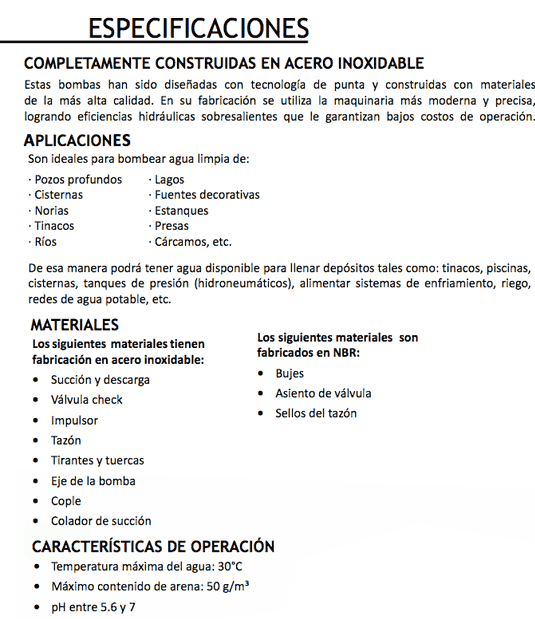 ESPECIFICACIONES
COMPLETAMENTE CONSTRUIDAS EN ACERO INOXIDABLE
Estas bombas han sido diseñadas con tecnología de punta y construidas con materiales
de la más alta calidad. En su fabricación se utiliza la maquinaria más moderna y precisa,
logrando eficiencias hidráulicas sobresalientes que le garantizan bajos costos de operación.
APLICACIONES
Son ideales para bombear agua limpia de:
· Pozos profundos
· Cisternas
· Norias
· Tinacos
· Ríos
· Lagos
· Fuentes decorativas
· Estanques
· Presas
· Cárcamos, etc.
De esa manera podrá tener agua disponible para llenar depósitos tales como: tinacos, piscinas,
cisternas, tanques de presión (hidroneumáticos), alimentar sistemas de enfriamiento, riego,
redes de agua potable, etc.
MATERIALES
Los siguientes materiales tienen
fabricación en acero inoxidable:
• Succión y descarga
• Válvula check
• Impulsor
• Tazón
• Tirantes y tuercas
• Eje de la bomba
• Cople
• Colador de succión
Los siguientes materiales son
fabricados en NBR:
• Bujes
• Asiento de válvula
• Sellos del tazón
CARACTERÍSTICAS DE OPERACIÓN
• Temperatura máxima del agua: 30°C
• Máximo contenido de arena: 50 g/m³
• pH entre 5.6 y 7